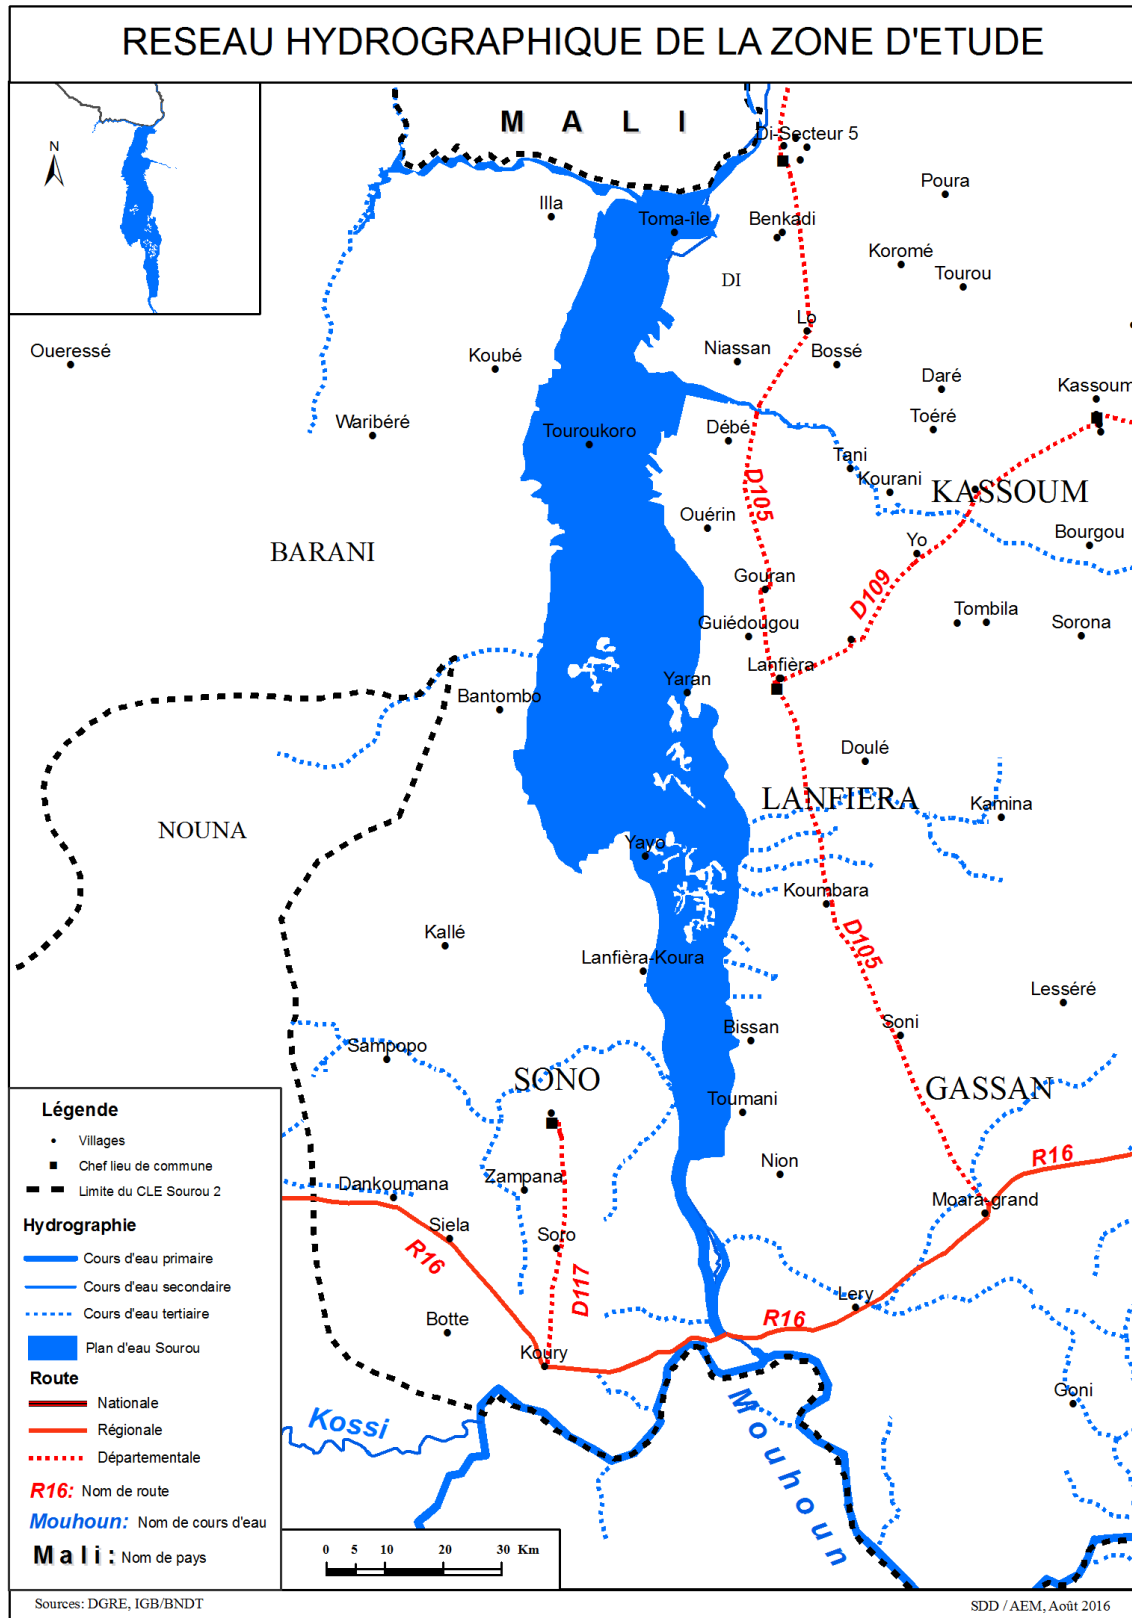 RESEAU HYDROGRAPHIQUE DE LA ZONE D'ETUDE
N
M A L I
Di-Secteur 5
Poura
Illa
Toma-île
Benkadi
Koromé
Tourou
DI
Lo
Oueressé
Koubé
Niassan
Bossé
Daré
Kassoum
Waribéré
Touroukoro
Débé
Toéré
Tani
Kourani
KASSOUM
D105
Ouérin
Yo
Bourgou
BARANI
Gouran
D109
Guiédougou
Tombila
Sorona
Lanfièra
Yaran
Bantombo
Doulé
LANFIERA
Kamina
NOUNA
Yayo
Koumbara
Kallé
D105
Lanfièra-Koura
Lesséré
Soni
Bissan
Sampopo
SONO
GASSAN
Toumani
R16
Nion
Zampana
Dankoumana
Moara-grand
Siela
Soro
R16
D117
Lery
R16
Botte
Koury
Goni
Kossi
Mouhoun
Légende
Villages
Chef lieu de commune
Limite du CLE Sourou 2
Hydrographie
Cours d'eau primaire
Cours d'eau secondaire
Cours d'eau tertiaire
Plan d'eau Sourou
Route
Nationale
Régionale
Départementale
R16: Nom de route
Mouhoun: Nom de cours d'eau
Mali: Nom de pays
0 5 10 20 30 Km
Sources: DGRE, IGB/BNDT
SDD / AEM, Août 2016